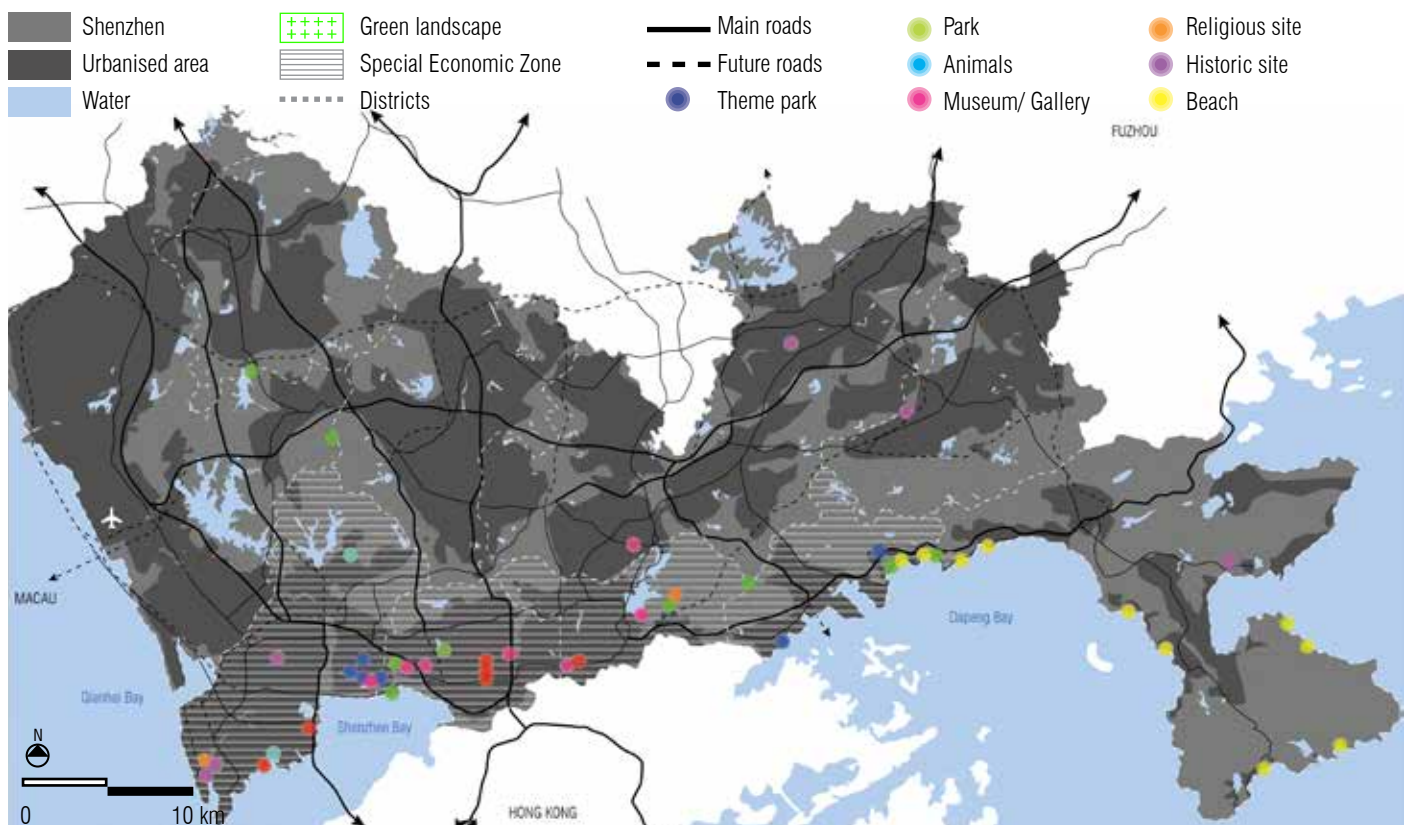 Shenzhen
Urbanised area
Water
Green landscape
Special Economic Zone
Districts
Main roads
Future roads
Theme park
Park
Animals
Museum/ Gallery
Religious site
Historic site
Beach
FUZHOU
MACAU
Dapeng Bay
Qianhai Bay
Shenzhen Bay
N
0 10 km
HONG KONG